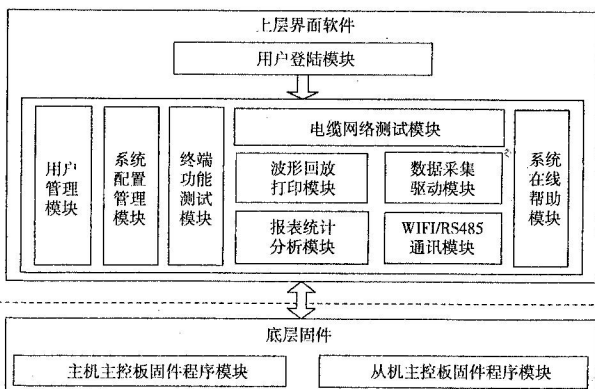 上层界面软件
用户登陆模块
用户
管理
模块
系统
配置
管理
模块
终端
功能
测试
模块
电缆网络测试模块
波形回放
打印模块
数据采集
驱动模块
报表统计
分析模块
WIFI/RS485
通讯模块
系统
在线
帮助
模块
底层固件
主机主控板固件程序模块
从机主控板固件程序模块